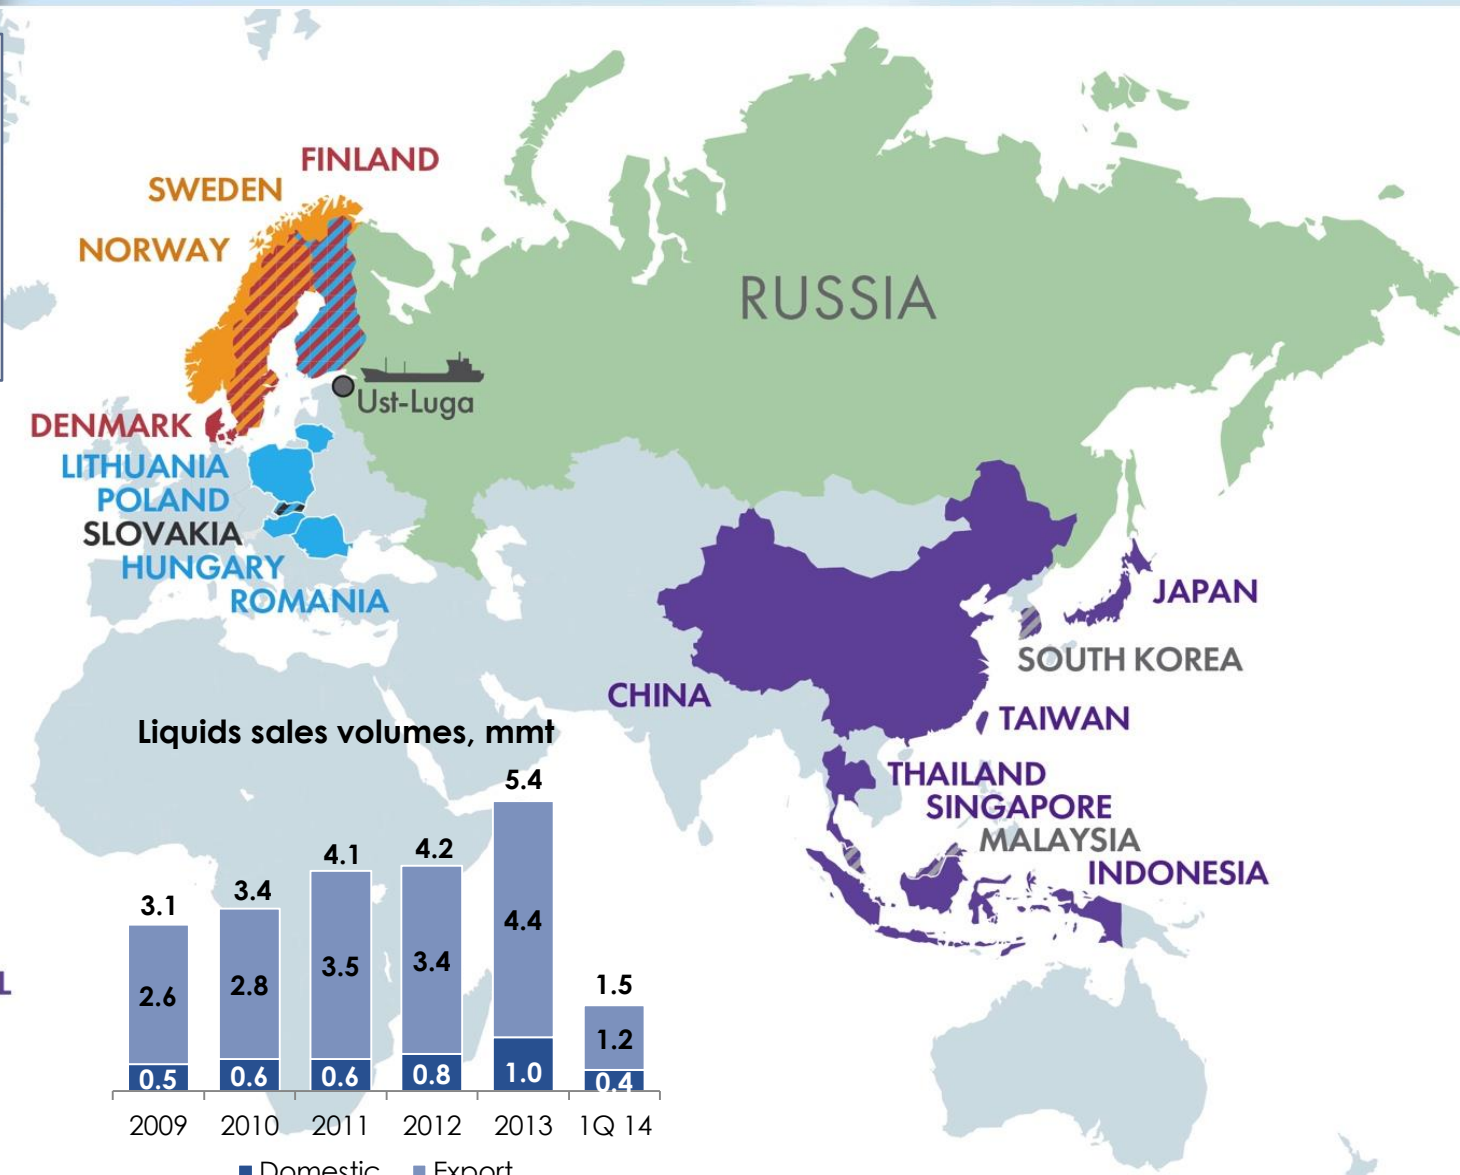 FINLAND
SWEDEN
NORWAY
RUSSIA
Ust-Luga
DENMARK
LITHUANIA
POLAND
SLOVAKIA
HUNGARY
ROMANIA
JAPAN
SOUTH KOREA
CHINA
TAIWAN
THAILAND
SINGAPORE
MALAYSIA
INDONESIA
Liquids sales volumes, mmt
3.1 3.4 4.1 4.2 5.4 1.5
2.6 2.8 3.5 3.4 4.4 1.2
0.5 0.6 0.6 0.8 1.0 0.4
2009 2010 2011 2012 2013 1Q 14
Domestic Export